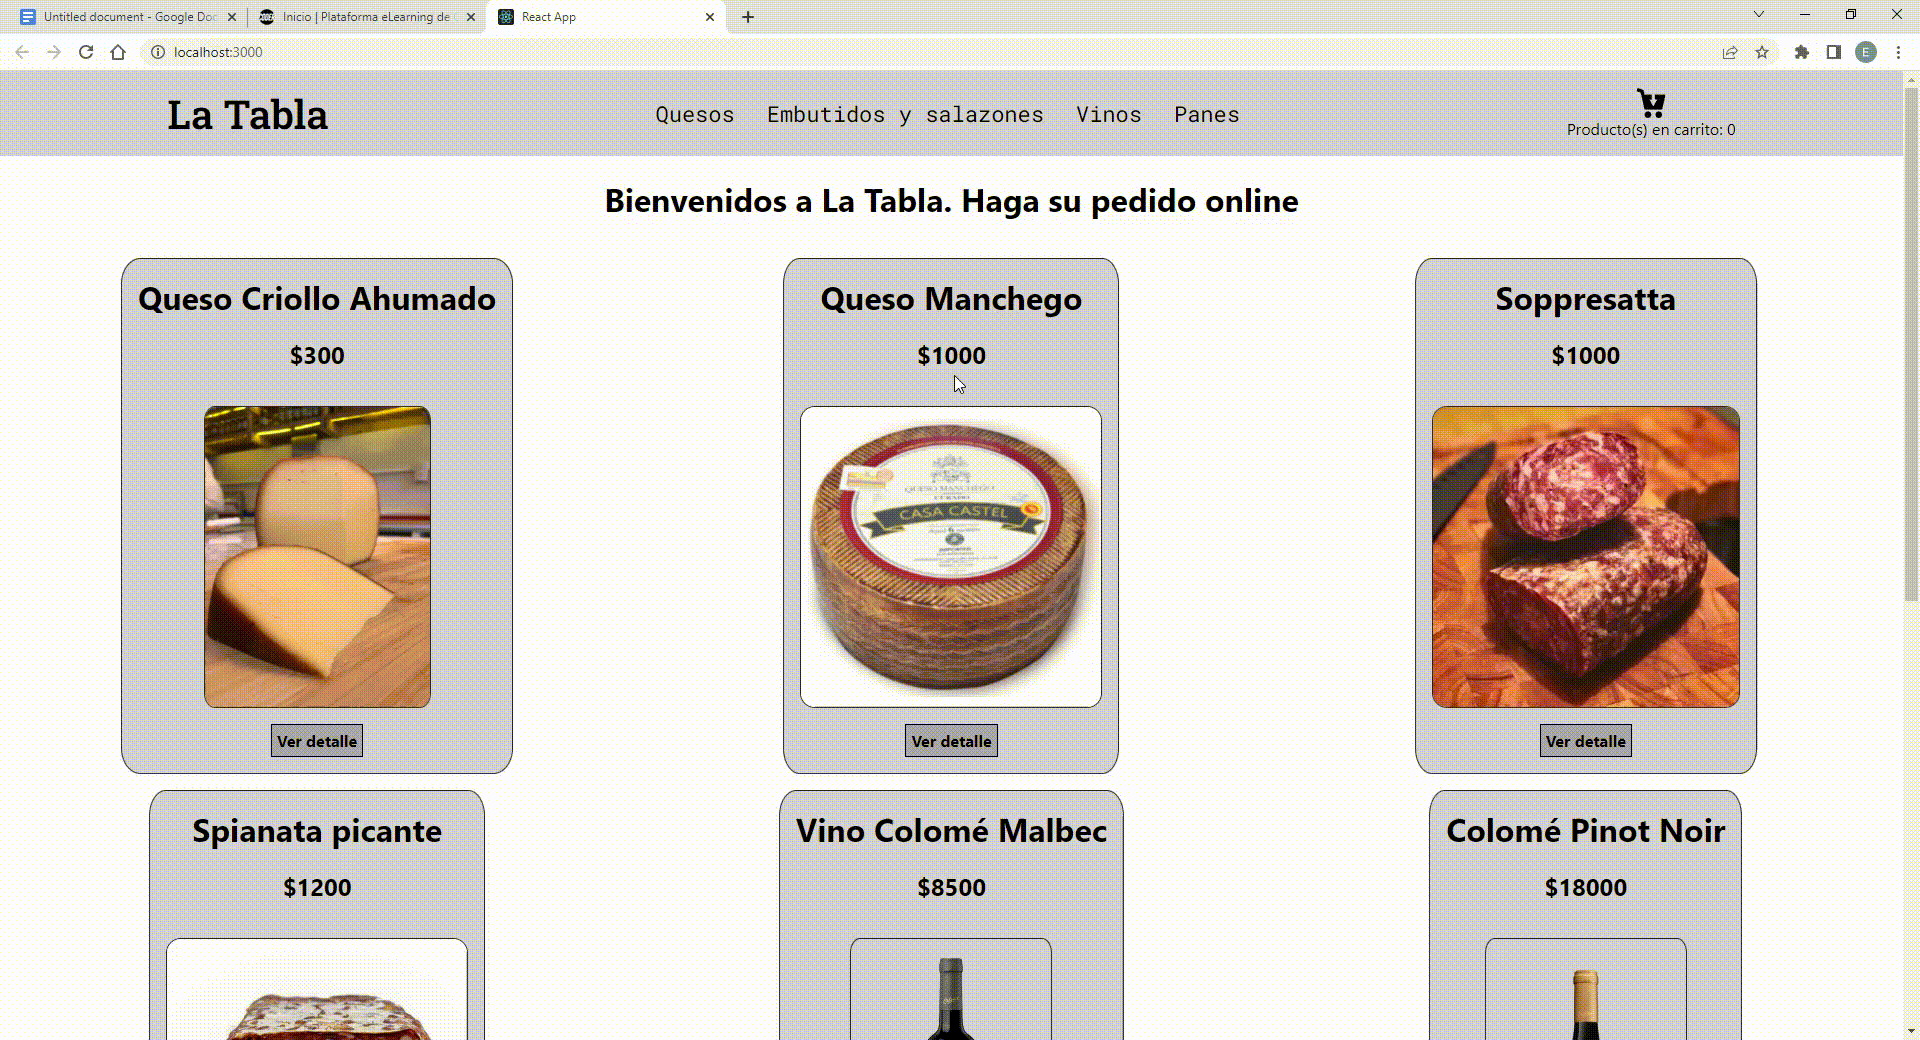 Untitled document - Google Doc
Inicio | Plataforma eLearning de
React App
localhost:3000
E
La Tabla
Quesos Embutidos y salazones Vinos Panes
Producto(s) en carrito: 0
Bienvenidos a La Tabla. Haga su pedido online
Queso Criollo Ahumado
$300
Ver detalle
Queso Manchego
$1000
QUESO MANCHEGO
CURADO
CASA CASTEL
Ver detalle
Soppresatta
$1000
Ver detalle
Spianata picante
$1200
Vino Colomé Malbec
$8500
Colomé Pinot Noir
$18000